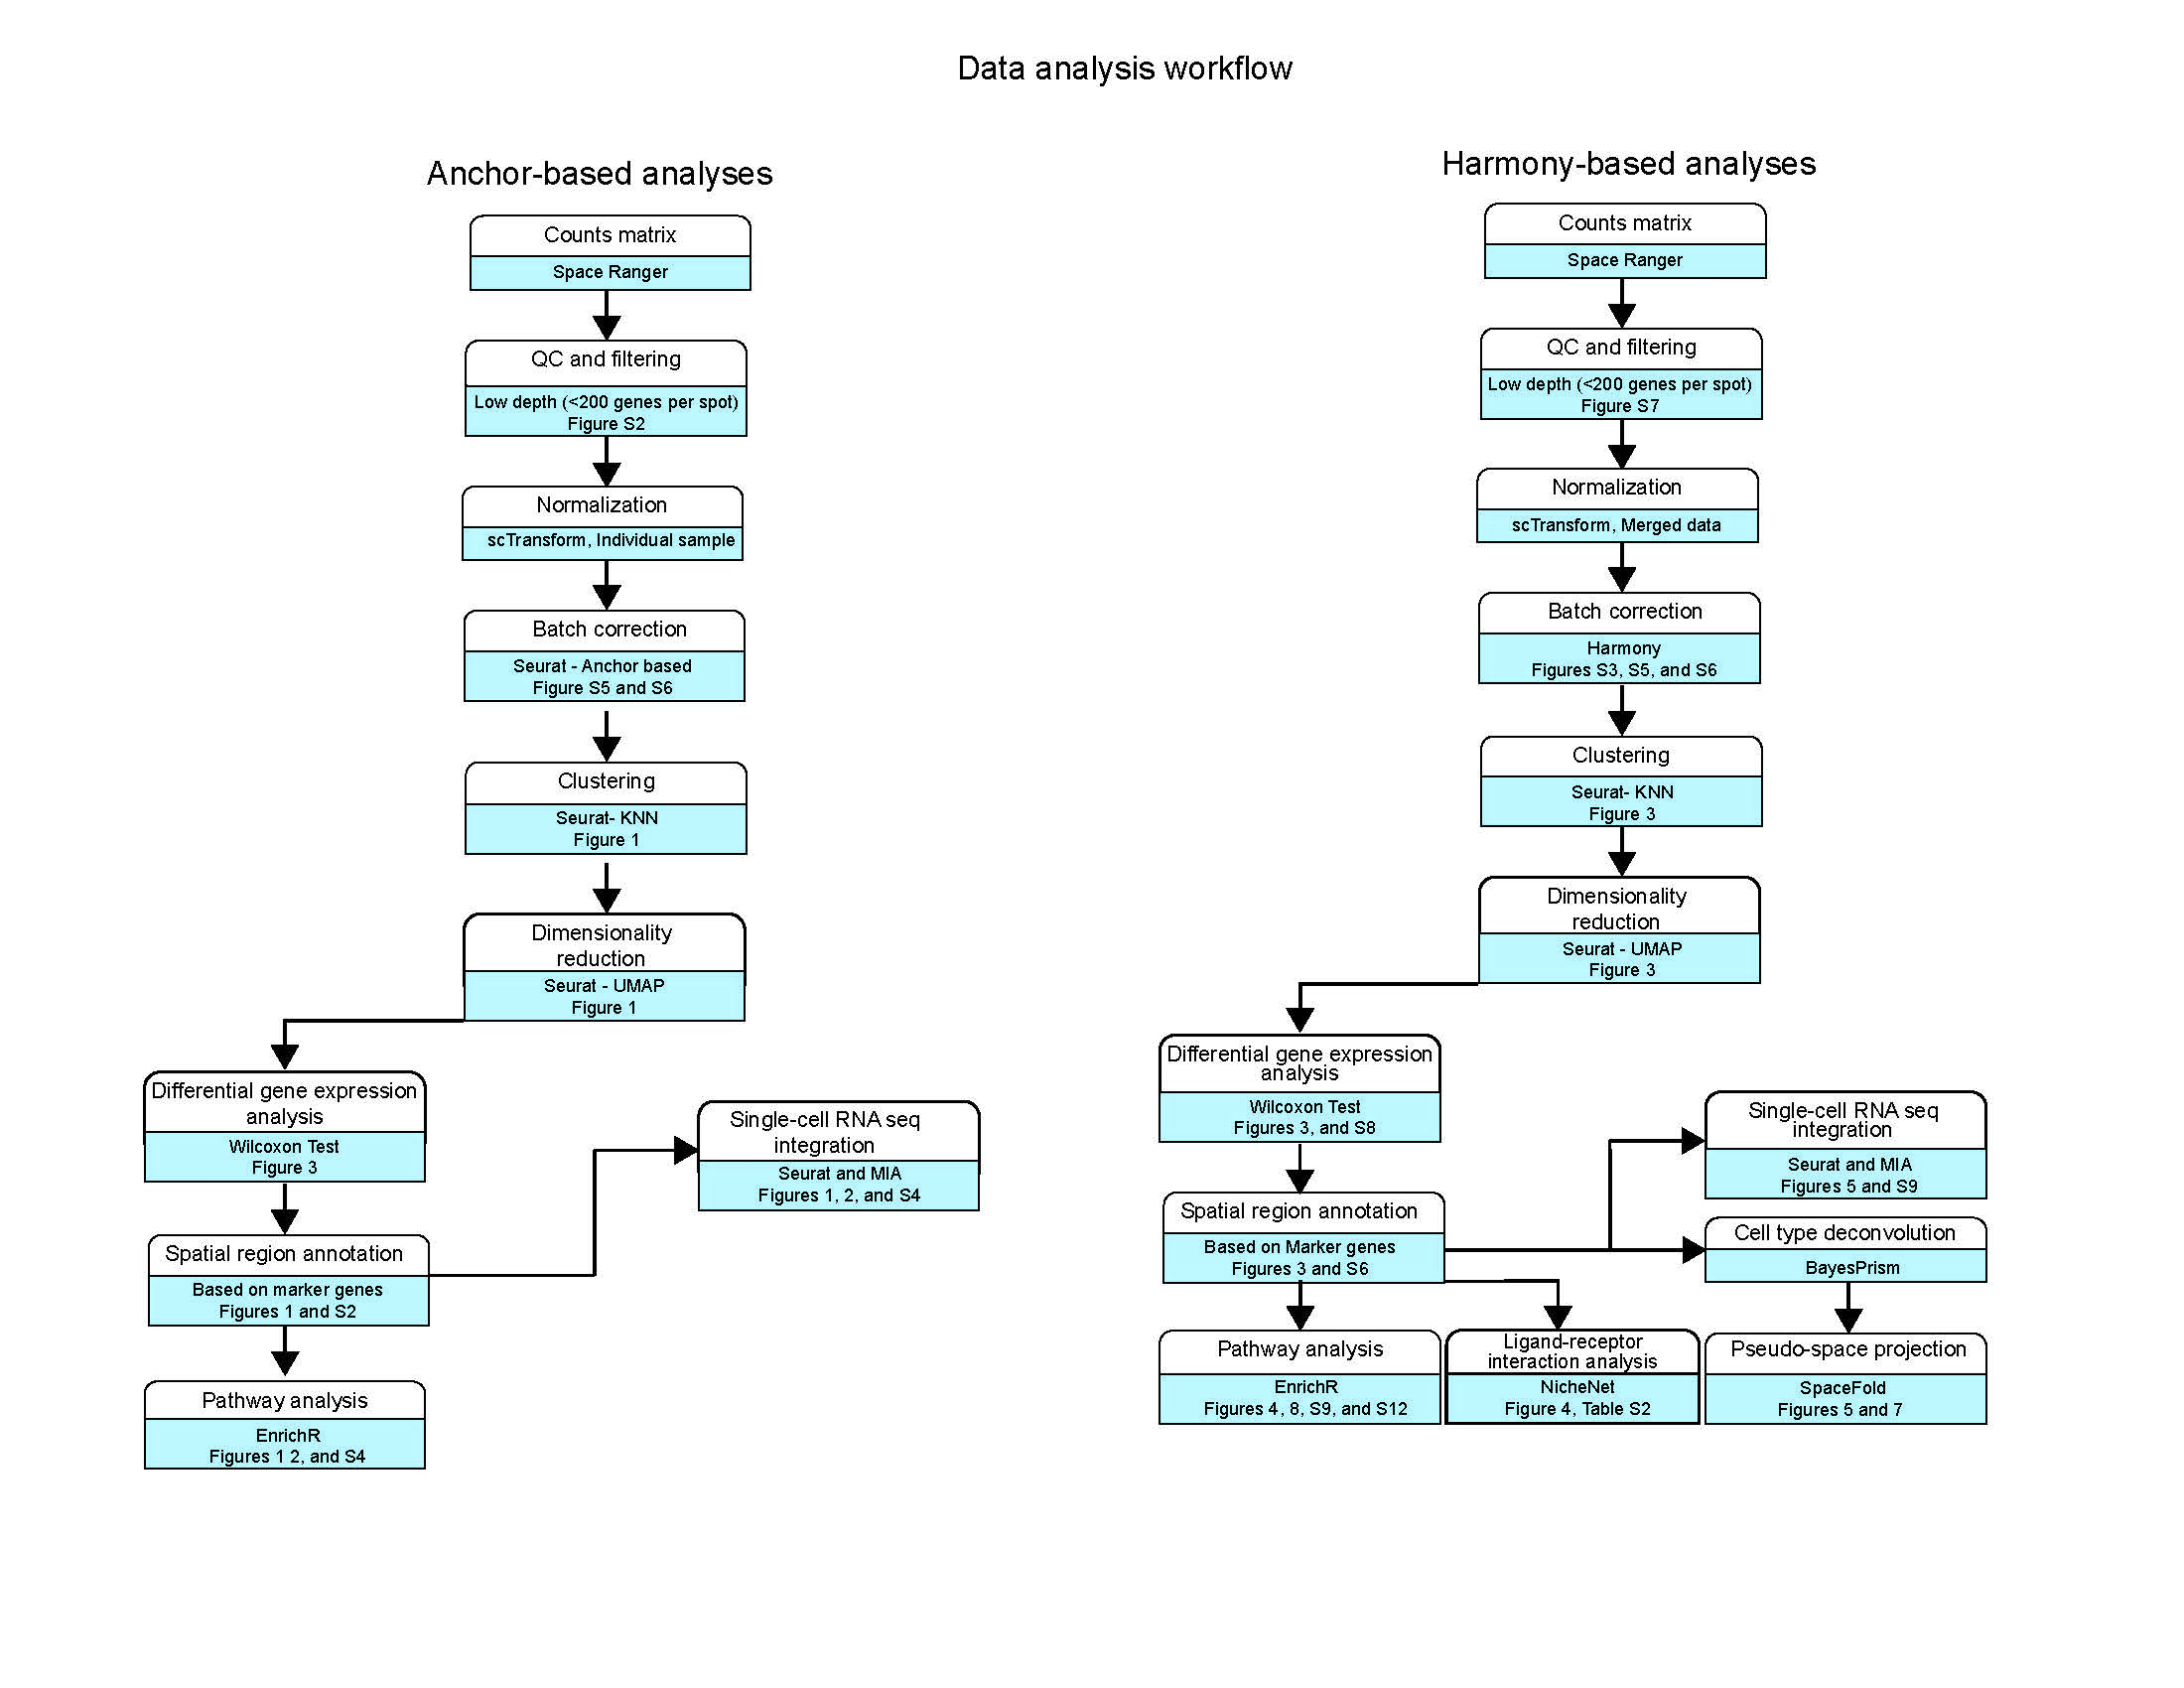 Data analysis workflow
Anchor-based analyses
Counts matrix
Space Ranger
QC and filtering
Low depth (<200 genes per spot)
Figure S2
Normalization
scTransform, Individual sample
Batch correction
Seurat - Anchor based
Figure S5 and S6
Clustering
Seurat- KNN
Figure 1
Dimensionality
reduction
Seurat - UMAP
Figure 1
Differential gene expression
analysis
Wilcoxon Test
Figure 3
Spatial region annotation
Based on marker genes
Figures 1 and S2
Pathway analysis
EnrichR
Figures 1 2, and S4
Single-cell RNA seq
integration
Seurat and MIA
Figures 1, 2, and S4
Harmony-based analyses
Counts matrix
Space Ranger
QC and filtering
Low depth (<200 genes per spot)
Figure S7
Normalization
scTransform, Merged data
Batch correction
Harmony
Figures S3, S5, and S6
Clustering
Seurat- KNN
Figure 3
Dimensionality
reduction
Seurat - UMAP
Figure 3
Differential gene expression
analysis
Wilcoxon Test
Figures 3, and S8
Spatial region annotation
Based on Marker genes
Figures 3 and S6
Pathway analysis
EnrichR
Figures 4, 8, S9, and S12
Ligand-receptor
interaction analysis
NicheNet
Figure 4, Table S2
Single-cell RNA seq
integration
Seurat and MIA
Figures 5 and S9
Cell type deconvolution
BayesPrism
Pseudo-space projection
SpaceFold
Figures 5 and 7